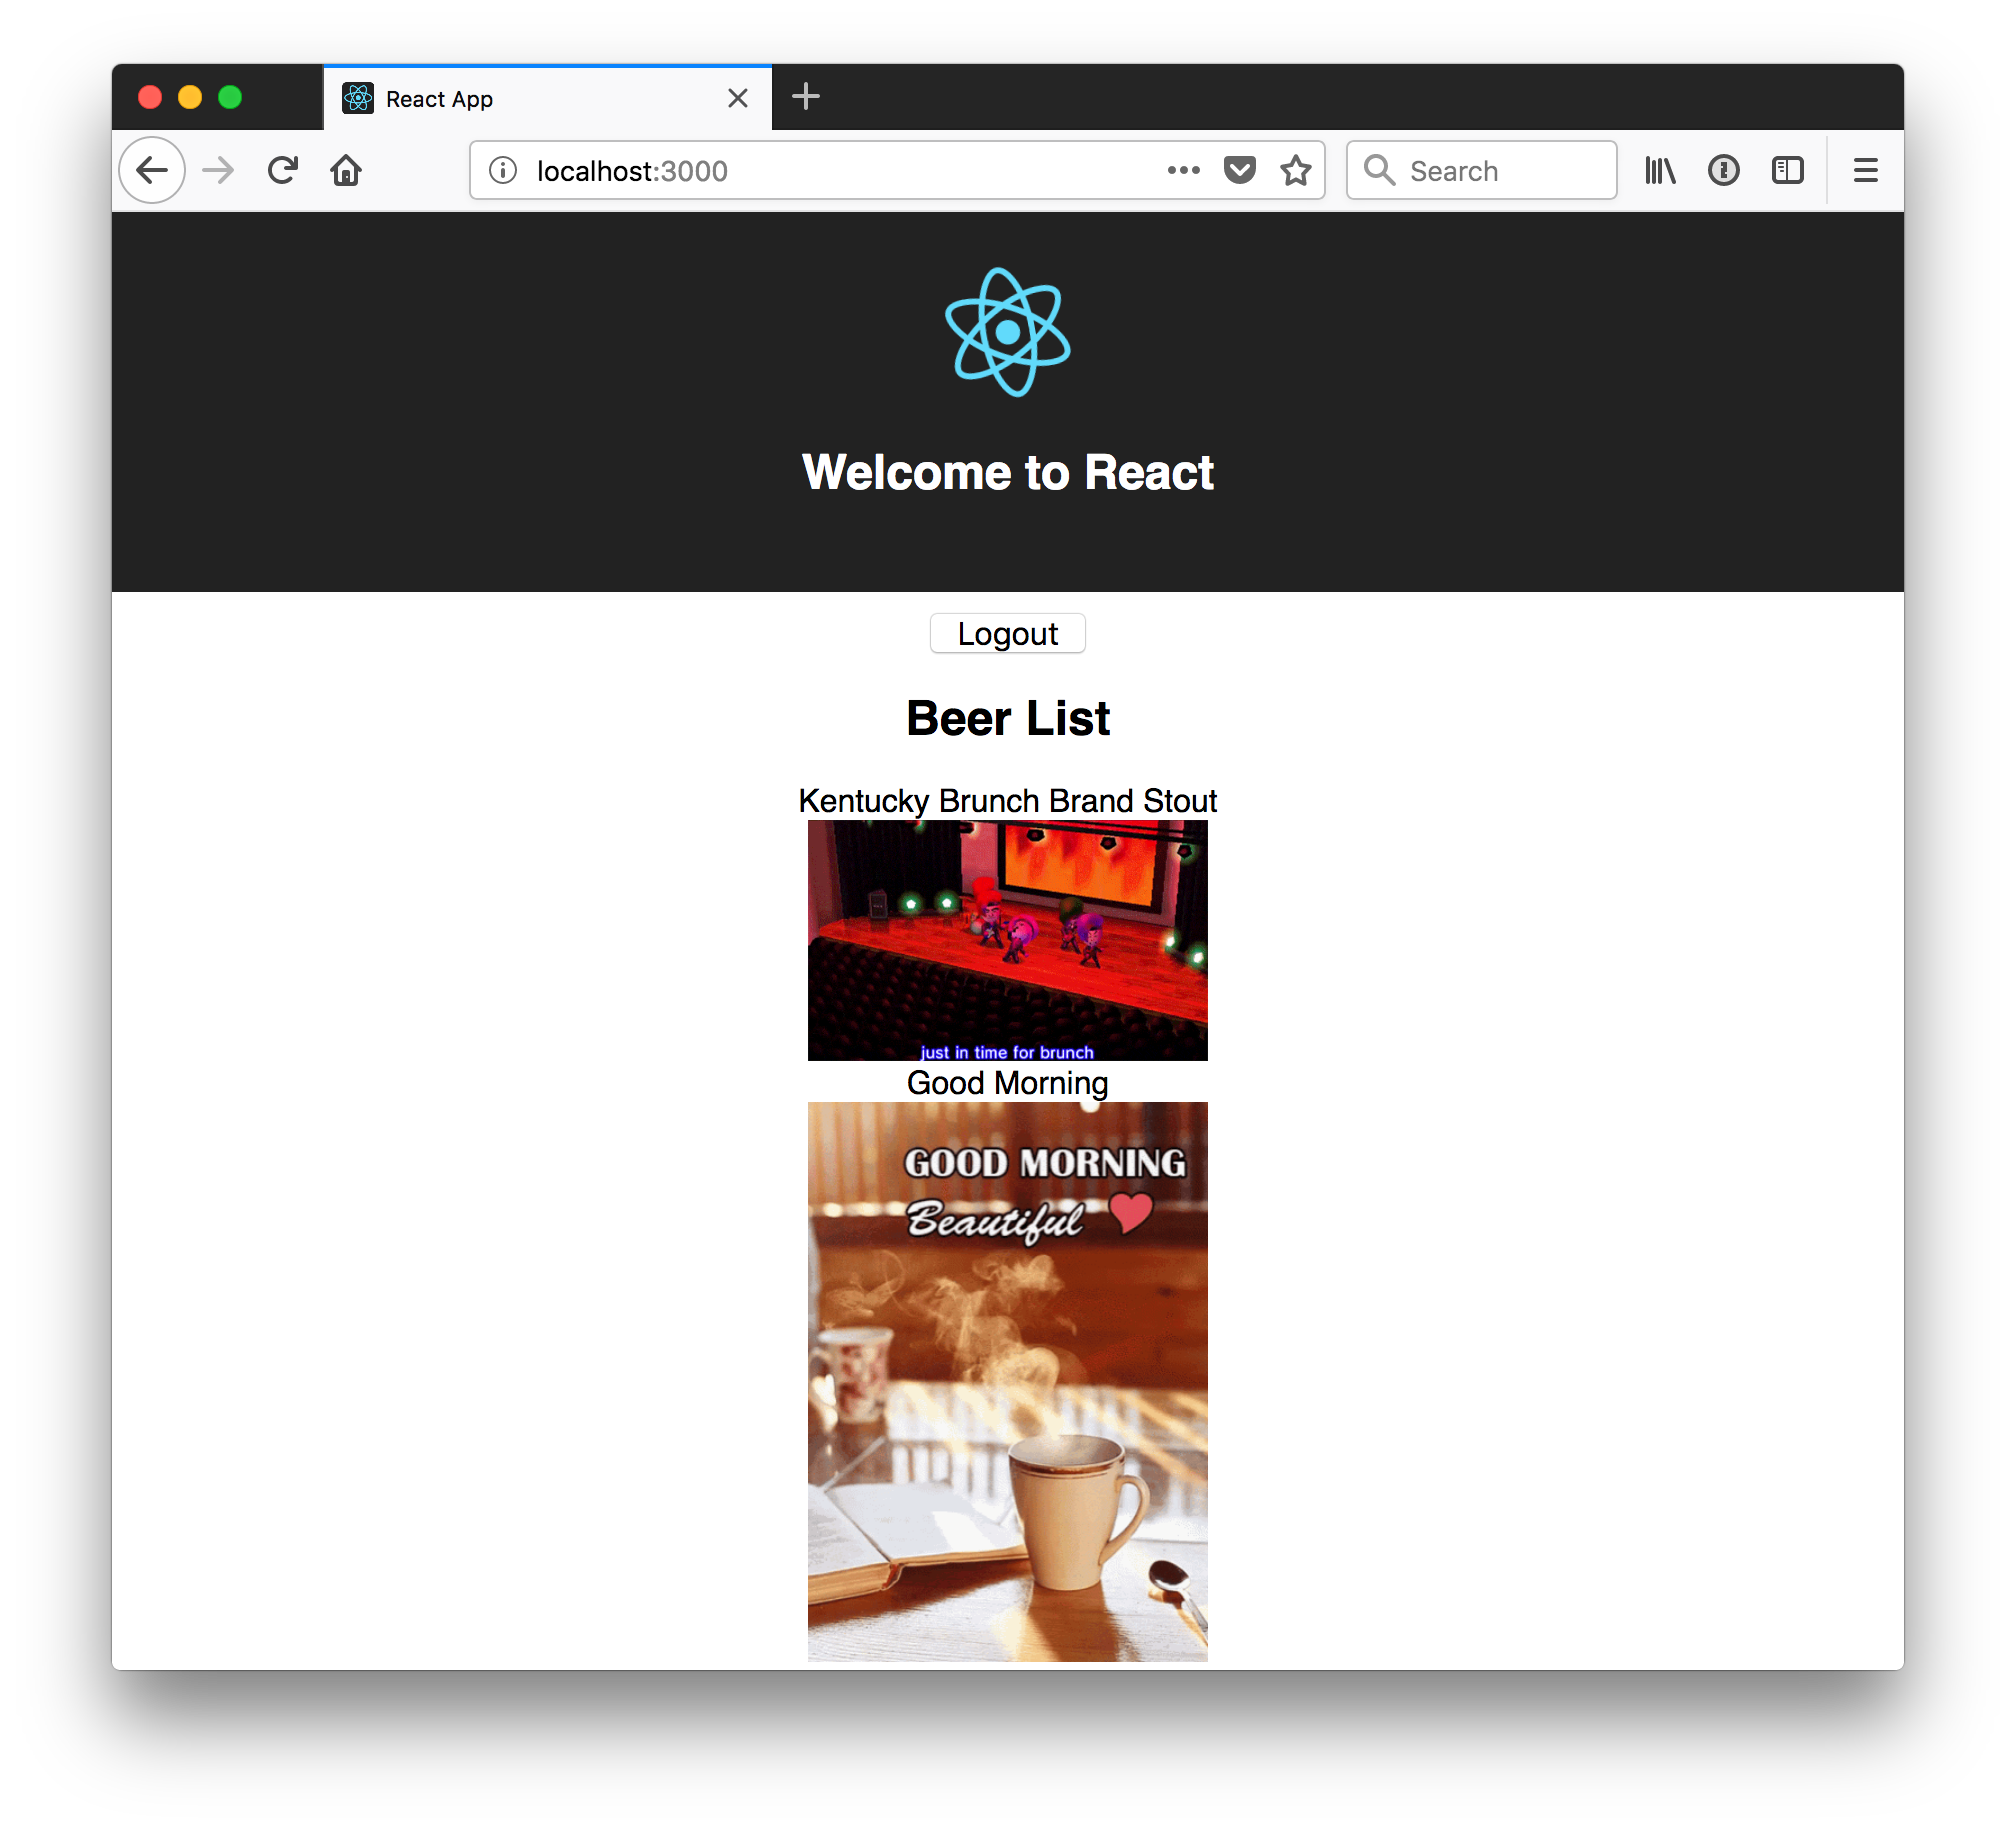 React App
localhost:3000
Search
Welcome to React
Logout
Beer List
Kentucky Brunch Brand Stout
just in time for brunch
Good Morning
GOOD MORNING
Beautiful